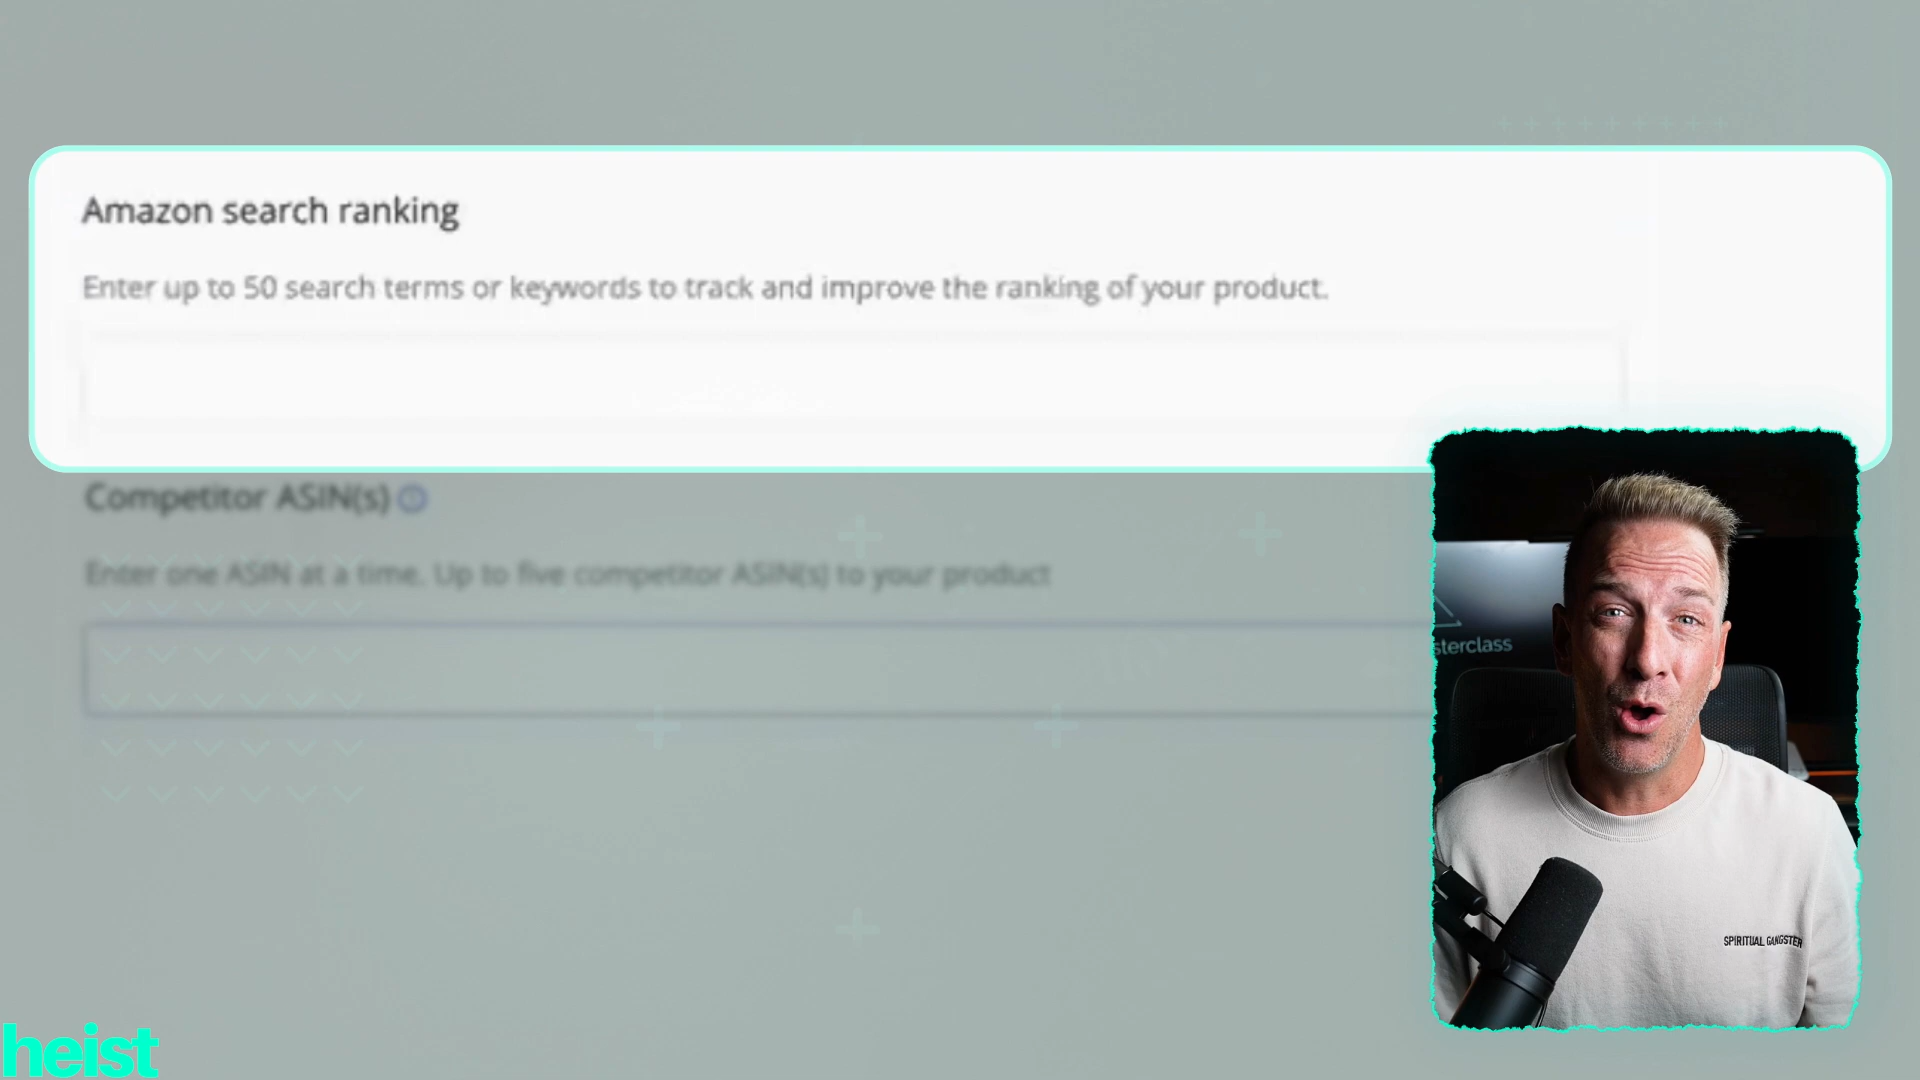 Amazon search ranking
Enter up to 50 search terms or keywords to track and improve the ranking of your product.
Competitor ASIN(s)
Enter one ASIN at a time. Up to five competitor ASIN(s) to your product
sterclass
SPIRITUAL GANGSTER
heist